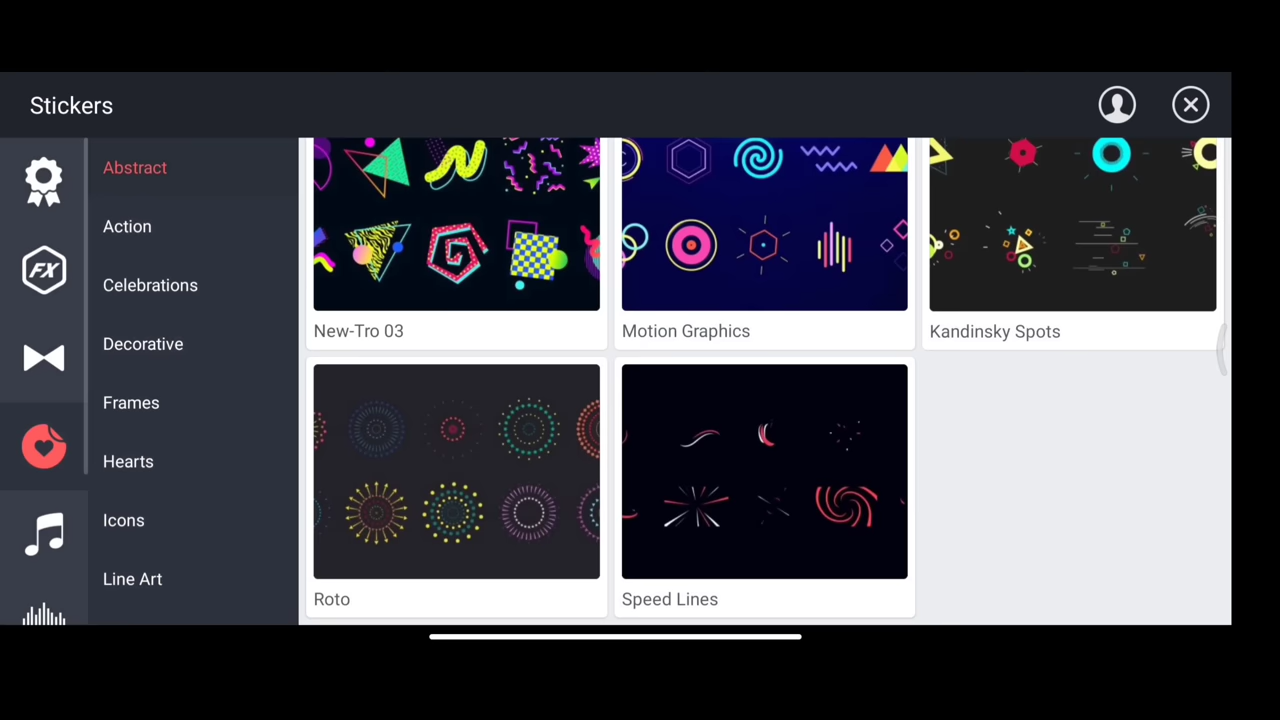 Stickers
Abstract
Action
Celebrations
Decorative
Frames
Hearts
Icons
Line Art
FX
New-Tro 03
Motion Graphics
Kandinsky Spots
Roto
Speed Lines